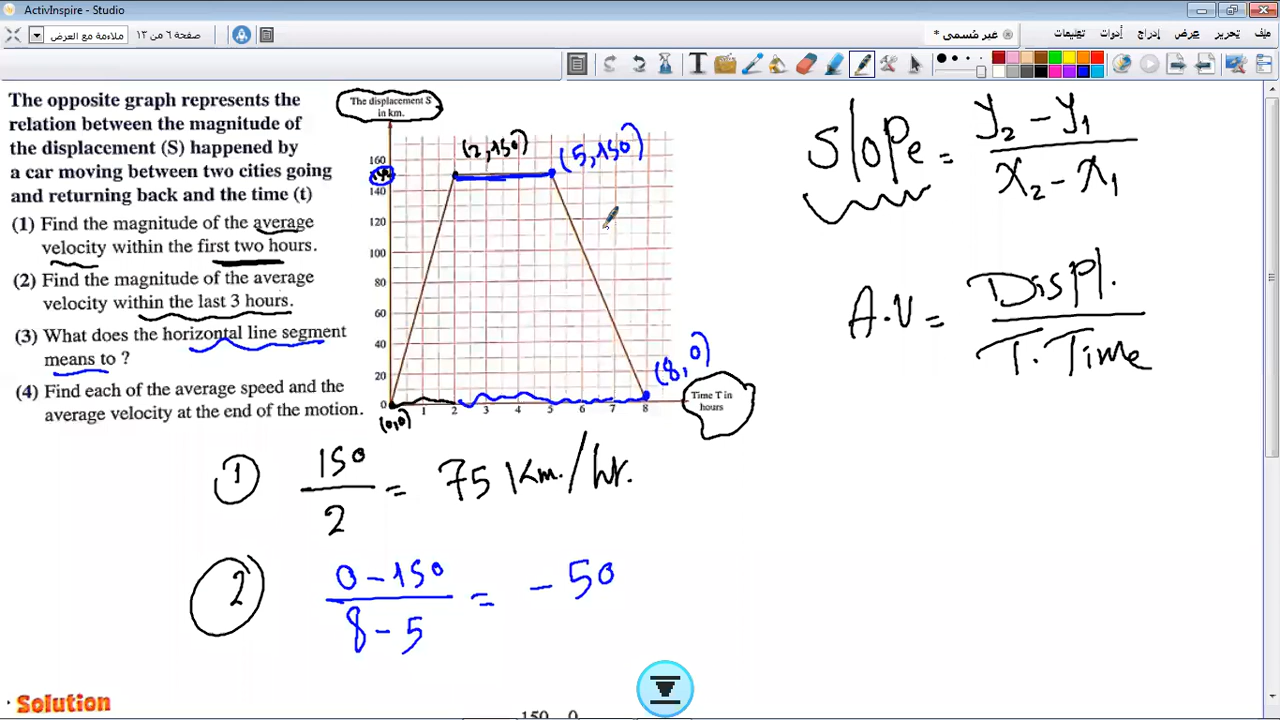 ActivInspire - Studio
ملف تحرير عرض إدراج أدوات تعليمات
غير مُسمى *
صفحة ٦ من ١٣
ملاءمة مع العرض
The opposite graph represents the
relation between the magnitude of
the displacement (S) happened by
a car moving between two cities going
and returning back and the time (t)
(1) Find the magnitude of the average
velocity within the first two hours.
(2) Find the magnitude of the average
velocity within the last 3 hours.
(3) What does the horizontal line segment
means to ?
(4) Find each of the average speed and the
average velocity at the end of the motion.
The displacement S
in km.
160
140
120
100
80
60
40
20
0 1 2 3 4 5 6 7 8
Time T in
hours
(2,150)
(5,150)
(8,0)
(0,0)
Slope = y2 - y1
x2 - x1
A.V = Displ.
T. Time
1 150
2 = 75 Km./hr.
2 0 - 150
8 - 5 = - 50
Solution
150 0